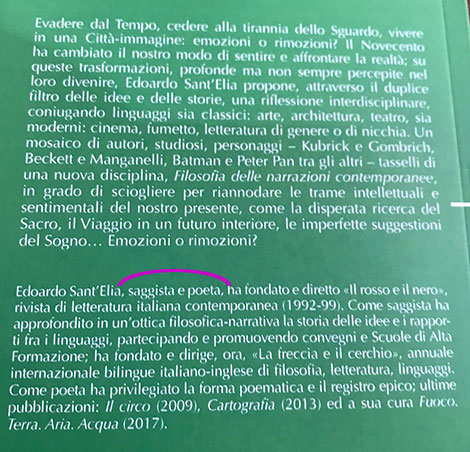 Evadere dal Tempo, cedere alla tirannia dello Sguardo, vivere
in una Città-immagine: emozioni o rimozioni? Il Novecento
ha cambiato il nostro modo di sentire e affrontare la realtà; su
queste trasformazioni, profonde ma non sempre percepite nel
loro divenire, Edoardo Sant'Elia propone, attraverso il duplice
filtro delle idee e delle storie, una riflessione interdisciplinare,
coniugando linguaggi sia classici: arte, architettura, teatro, sia
moderni: cinema, fumetto, letteratura di genere o di nicchia. Un
mosaico di autori, studiosi, personaggi – Kubrick e Gombrich,
Beckett e Manganelli, Batman e Peter Pan tra gli altri – tasselli di
una nuova disciplina, Filosofia delle narrazioni contemporanee,
in grado di sciogliere per riannodare le trame intellettuali e
sentimentali del nostro presente, come la disperata ricerca del
Sacro, il Viaggio in un futuro interiore, le imperfette suggestioni
del Sogno... Emozioni o rimozioni?
Edoardo Sant'Elia, saggista e poeta, ha fondato e diretto «Il rosso e il nero»,
rivista di letteratura italiana contemporanea (1992-99). Come saggista ha
approfondito in un'ottica filosofica-narrativa la storia delle idee e i rappor-
ti fra i linguaggi, partecipando e promuovendo convegni e Scuole di Alta
Formazione; ha fondato e dirige, ora, «La freccia e il cerchio», annuale
internazionale bilingue italiano-inglese di filosofia, letteratura, linguaggi.
Come poeta ha privilegiato la forma poematica e il registro epico; ultime
pubblicazioni: Il circo (2009), Cartografia (2013) ed a sua cura Fuoco.
Terra. Aria. Acqua (2017).